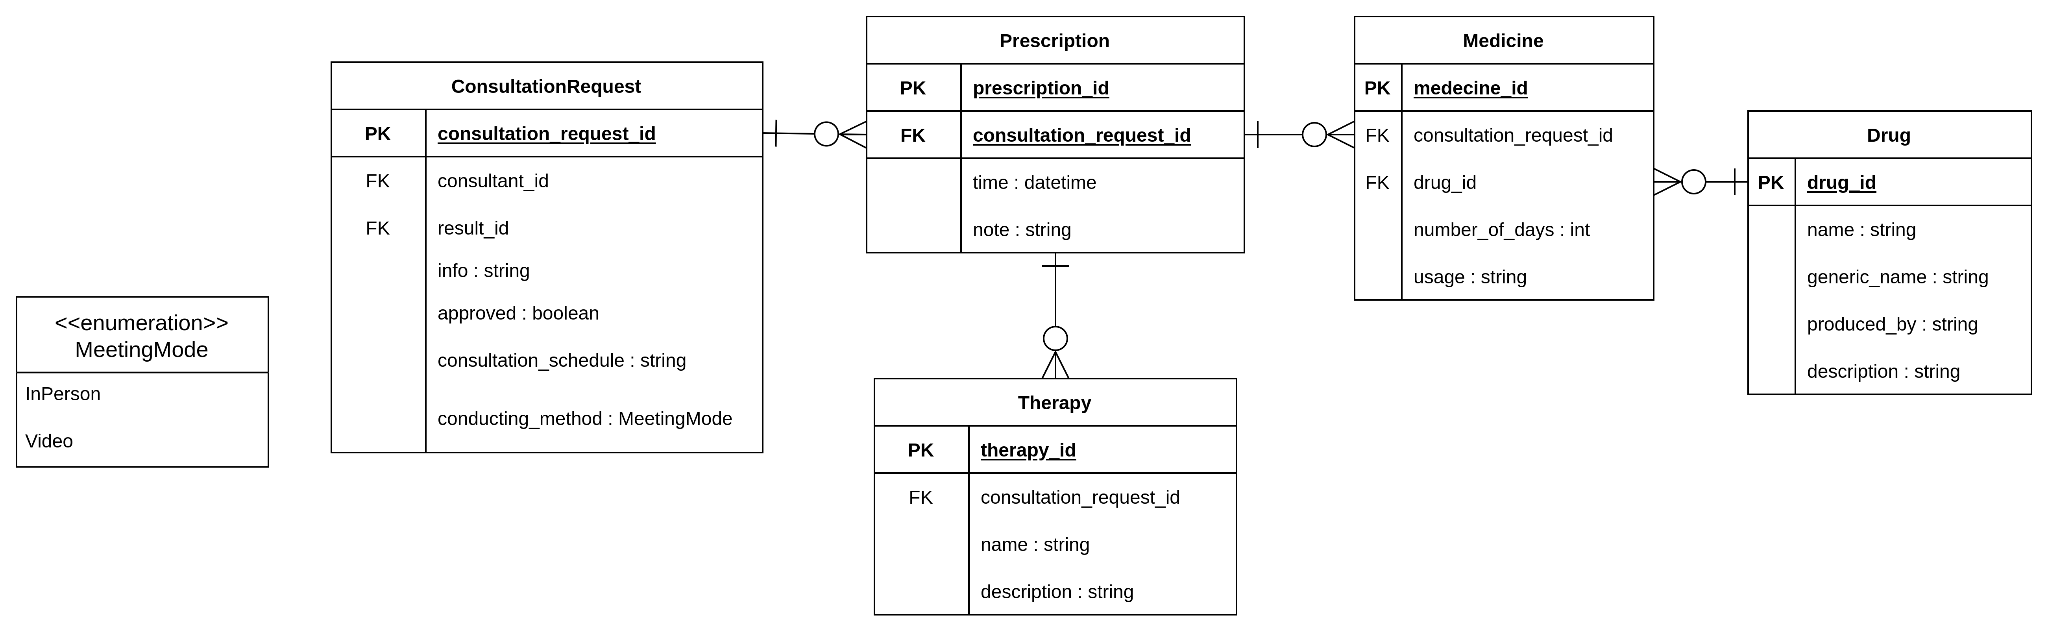 <<enumeration>>
MeetingMode
InPerson
Video
ConsultationRequest
PK consultation_request_id
FK consultant_id
FK result_id
info : string
approved : boolean
consultation_schedule : string
conducting_method : MeetingMode
Prescription
PK prescription_id
FK consultation_request_id
time : datetime
note : string
Therapy
PK therapy_id
FK consultation_request_id
name : string
description : string
Medicine
PK medecine_id
FK consultation_request_id
FK drug_id
number_of_days : int
usage : string
Drug
PK drug_id
name : string
generic_name : string
produced_by : string
description : string